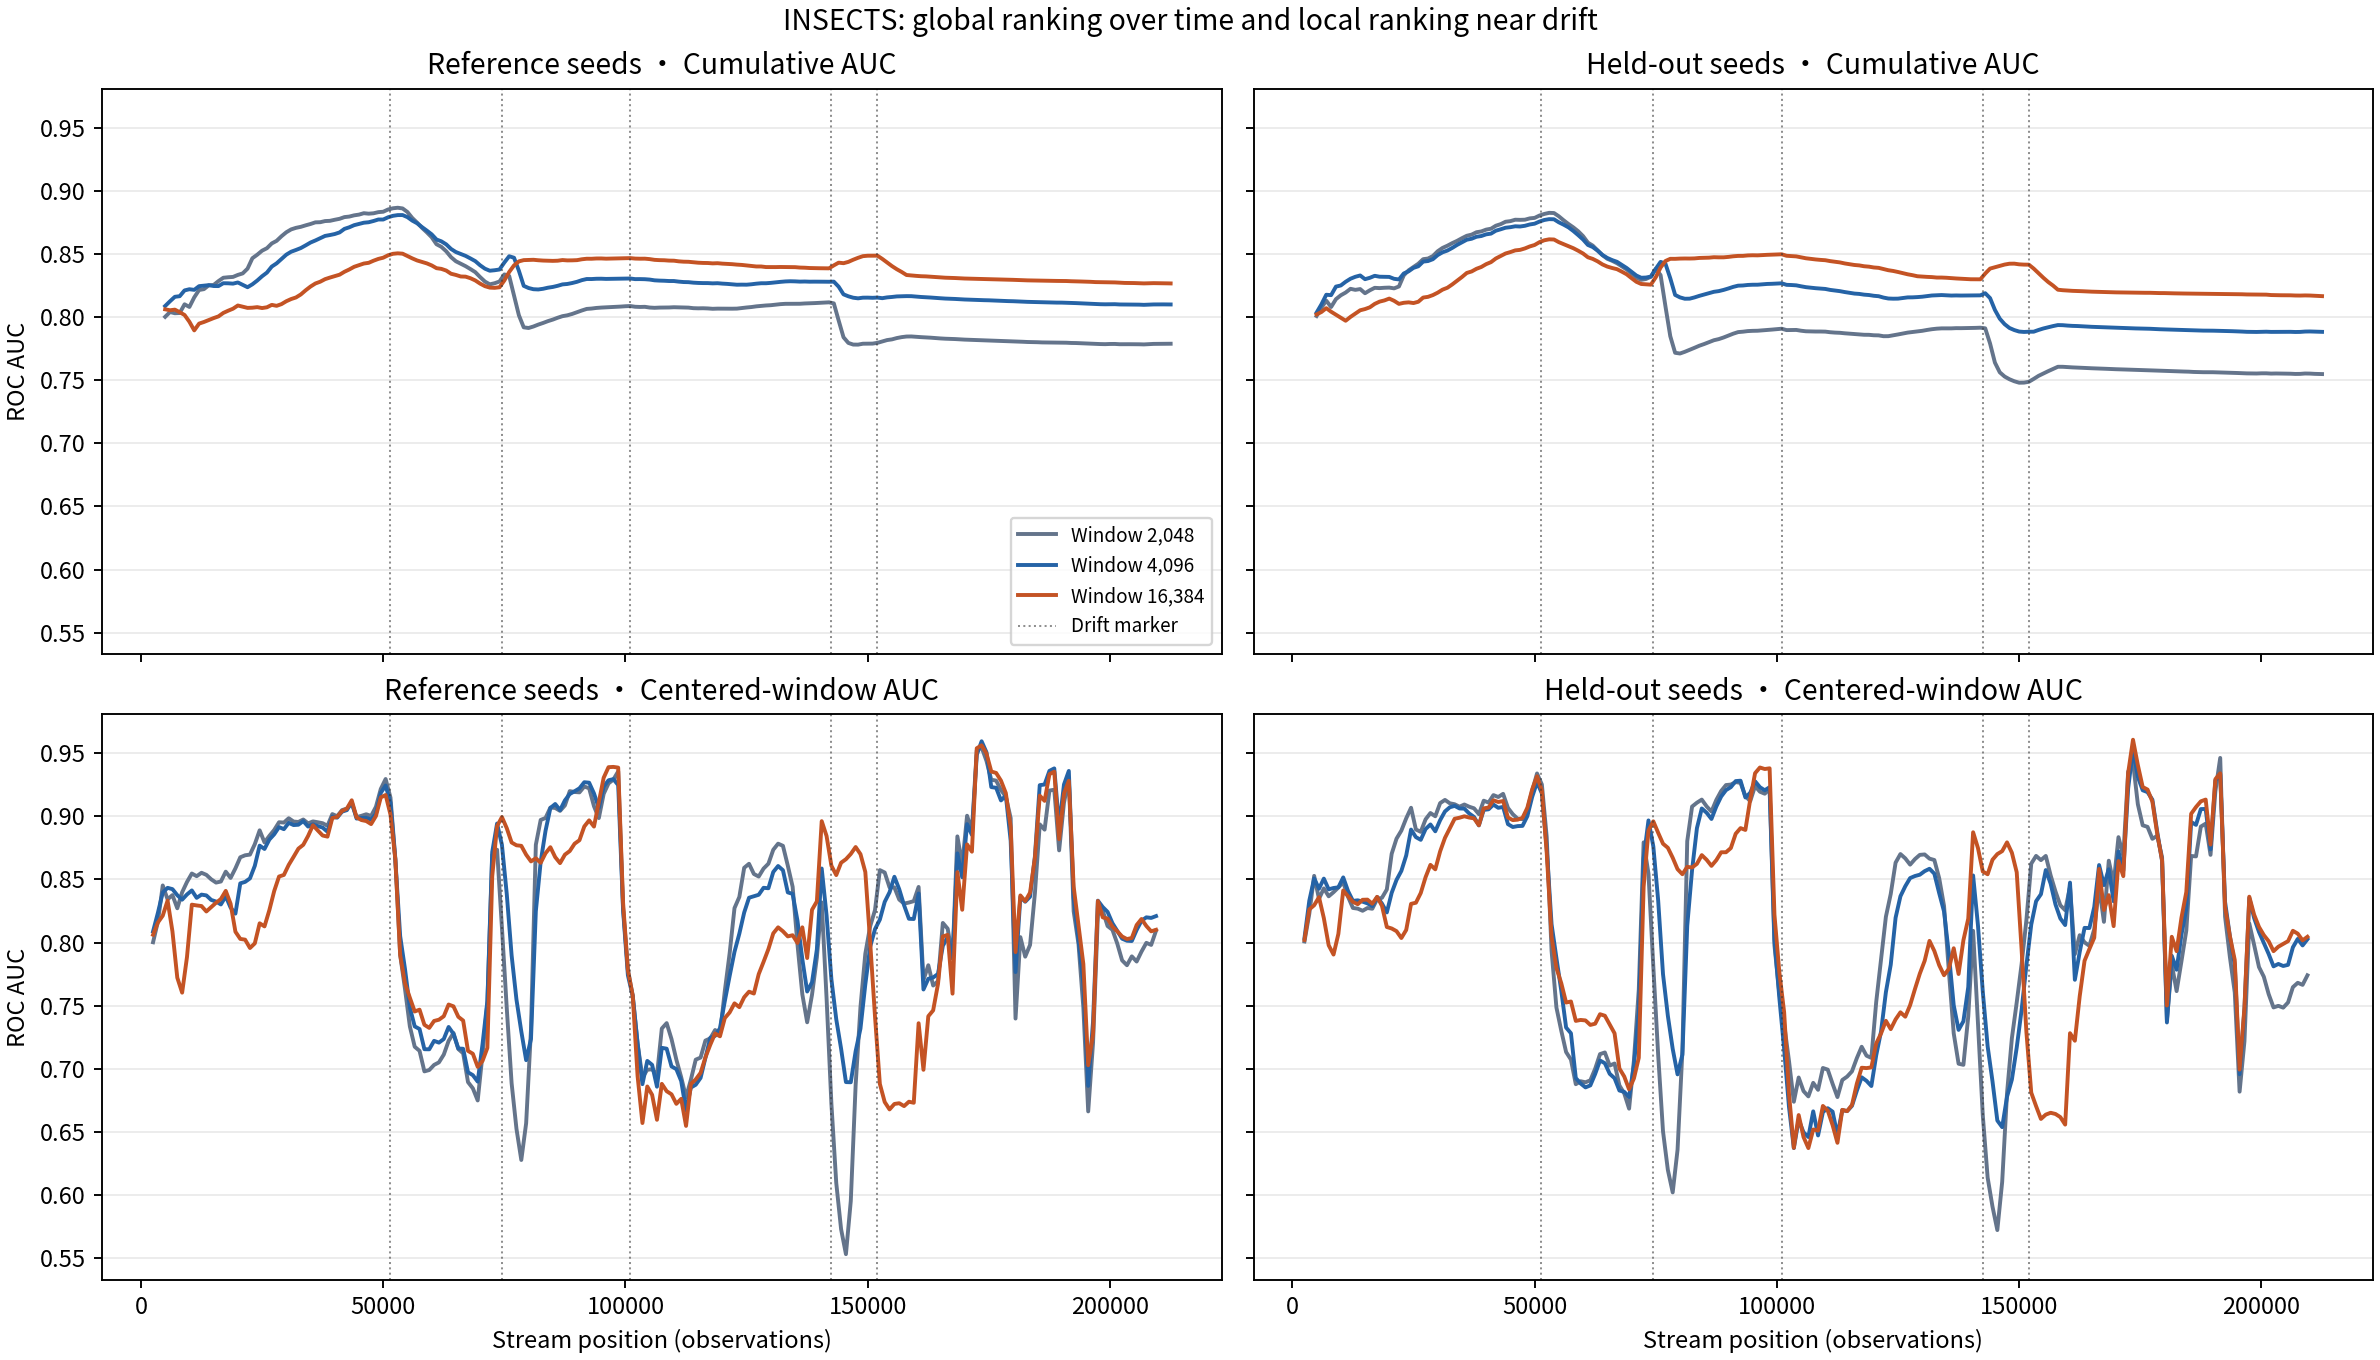 INSECTS: global ranking over time and local ranking near drift
Reference seeds • Cumulative AUC
Held-out seeds • Cumulative AUC
ROC AUC
0.95
0.90
0.85
0.80
0.75
0.70
0.65
0.60
0.55
Window 2,048
Window 4,096
Window 16,384
Drift marker
Reference seeds • Centered-window AUC
Held-out seeds • Centered-window AUC
ROC AUC
0.95
0.90
0.85
0.80
0.75
0.70
0.65
0.60
0.55
0 50000 100000 150000 200000
0 50000 100000 150000 200000
Stream position (observations)
Stream position (observations)